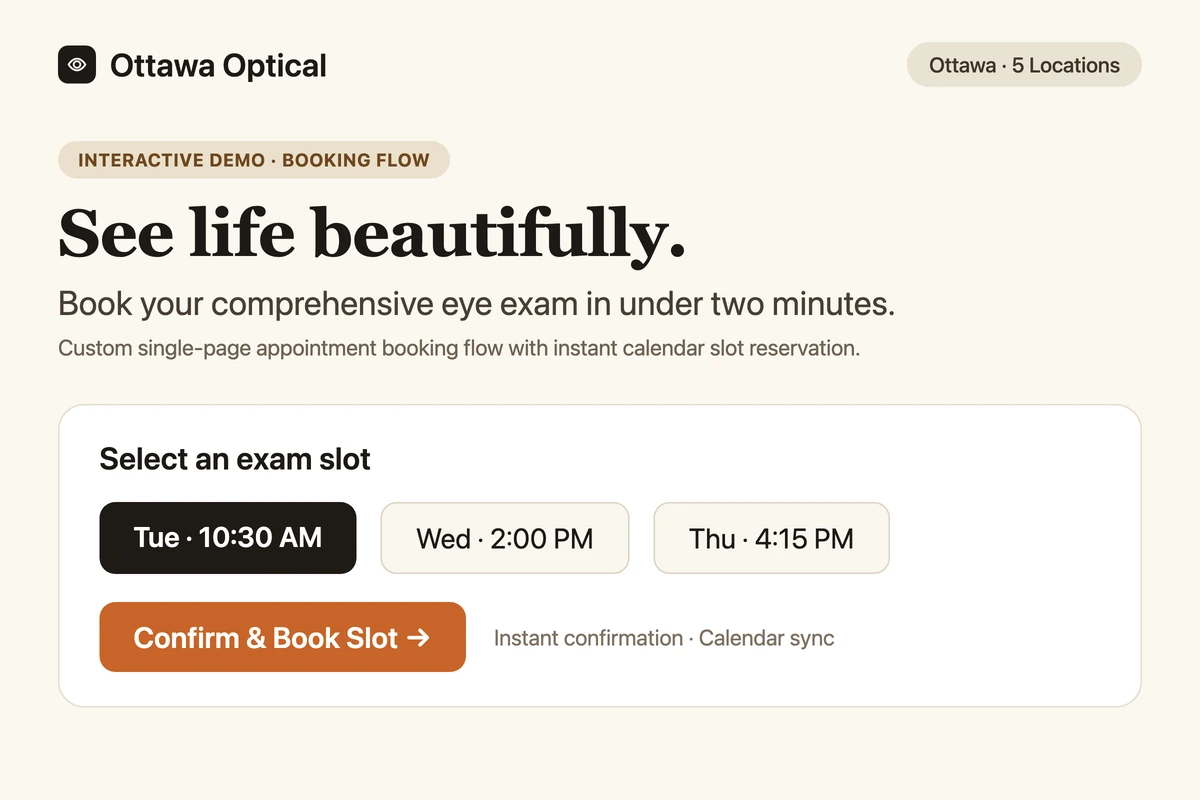 Ottawa Optical
Ottawa · 5 Locations
INTERACTIVE DEMO · BOOKING FLOW
See life beautifully.
Book your comprehensive eye exam in under two minutes.
Custom single-page appointment booking flow with instant calendar slot reservation.
Select an exam slot
Tue · 10:30 AM
Wed · 2:00 PM
Thu · 4:15 PM
Confirm & Book Slot →
Instant confirmation · Calendar sync